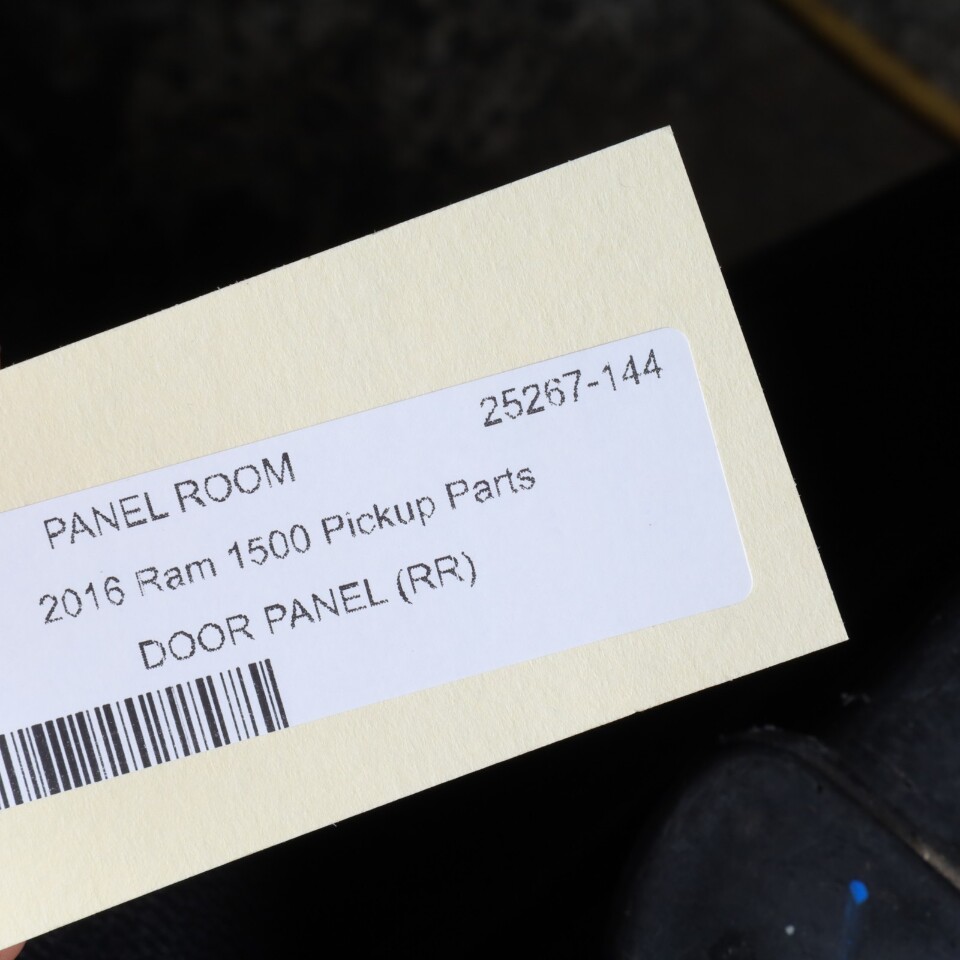 25267-144
PANEL ROOM
2016 Ram 1500 Pickup Parts
DOOR PANEL (RR)